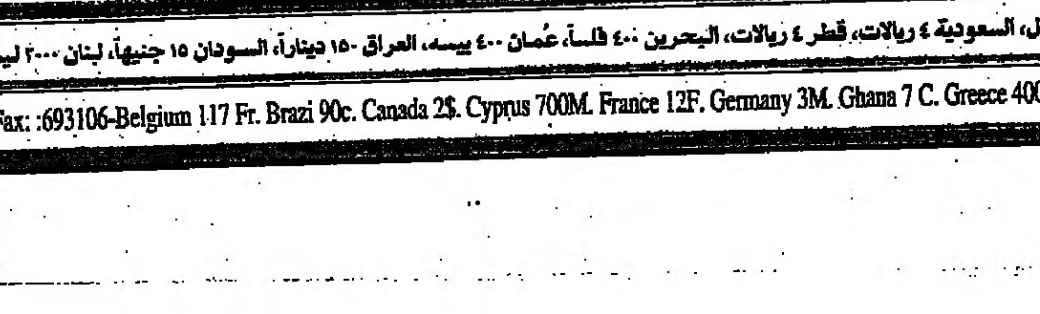 السعودية ٤ ريالات، قطر ٤ ريالات، البحرين ٤٠٠ فلساً، عُمان ٤٠٠ بيسه، العراق ١٥٠ ديناراً، السودان ١٥ جنيهاً، لبنان ٣٠٠٠
Fax: :693106-Belgium 117 Fr. Brazi 90c. Canada 2$. Cyprus 700M. France 12F. Germany 3M. Ghana 7 C. Greece 400